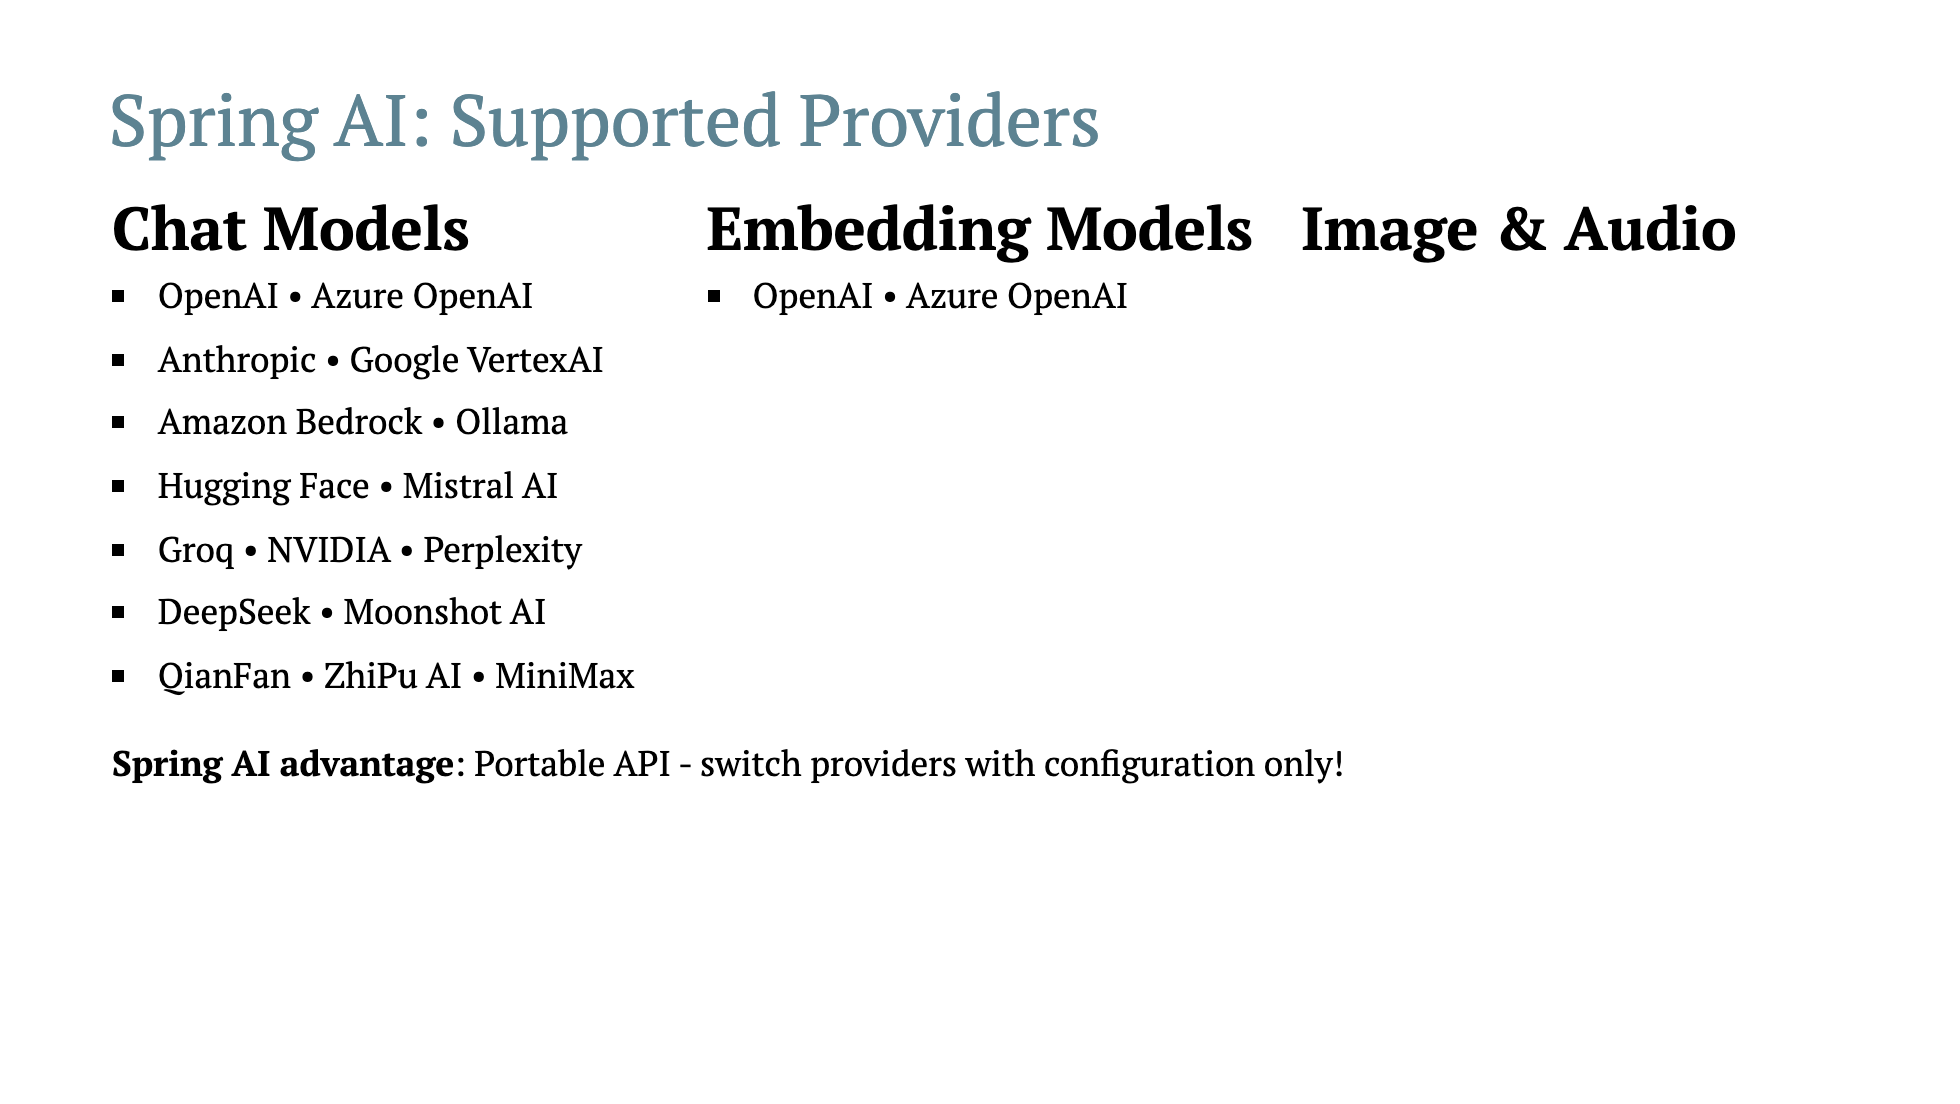 Spring AI: Supported Providers
Chat Models
▪ OpenAI • Azure OpenAI
▪ Anthropic • Google VertexAI
▪ Amazon Bedrock • Ollama
▪ Hugging Face • Mistral AI
▪ Groq • NVIDIA • Perplexity
▪ DeepSeek • Moonshot AI
▪ QianFan • ZhiPu AI • MiniMax
Embedding Models
▪ OpenAI • Azure OpenAI
Image & Audio
Spring AI advantage: Portable API - switch providers with configuration only!